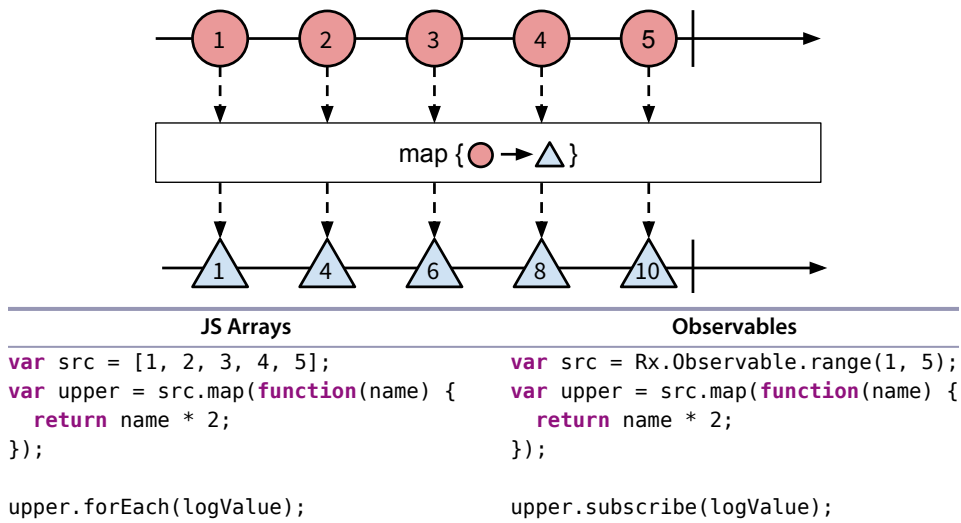 1 2 3 4 5
map { }
1 4 6 8 10
JS Arrays
var src = [1, 2, 3, 4, 5];
var upper = src.map(function(name) {
return name * 2;
});
upper.forEach(logValue);
Observables
var src = Rx.Observable.range(1, 5);
var upper = src.map(function(name) {
return name * 2;
});
upper.subscribe(logValue);